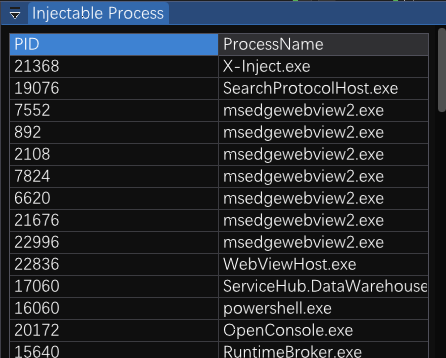 Injectable Process
PID ProcessName
21368 X-Inject.exe
19076 SearchProtocolHost.exe
7552 msedgewebview2.exe
892 msedgewebview2.exe
2108 msedgewebview2.exe
7824 msedgewebview2.exe
6620 msedgewebview2.exe
21676 msedgewebview2.exe
22996 msedgewebview2.exe
22836 WebViewHost.exe
17060 ServiceHub.DataWarehouse
16060 powershell.exe
20172 OpenConsole.exe
15640 RuntimeBroker.exe